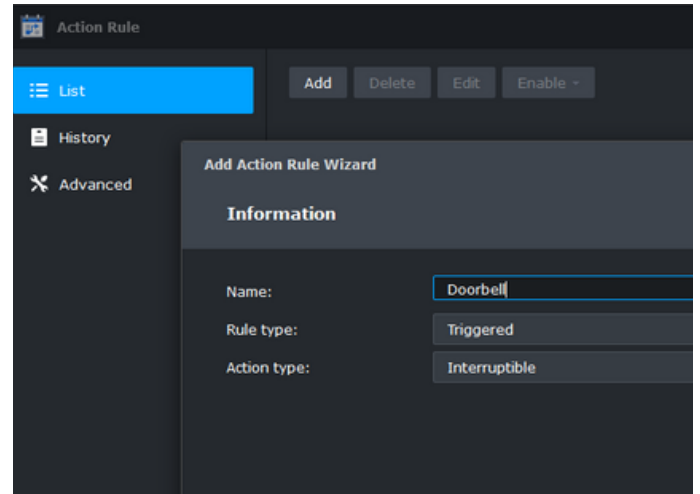 Action Rule
List
Add Delete Edit Enable
History
Add Action Rule Wizard
Advanced
Information
Name: Doorbell
Rule type: Triggered
Action type: Interruptible